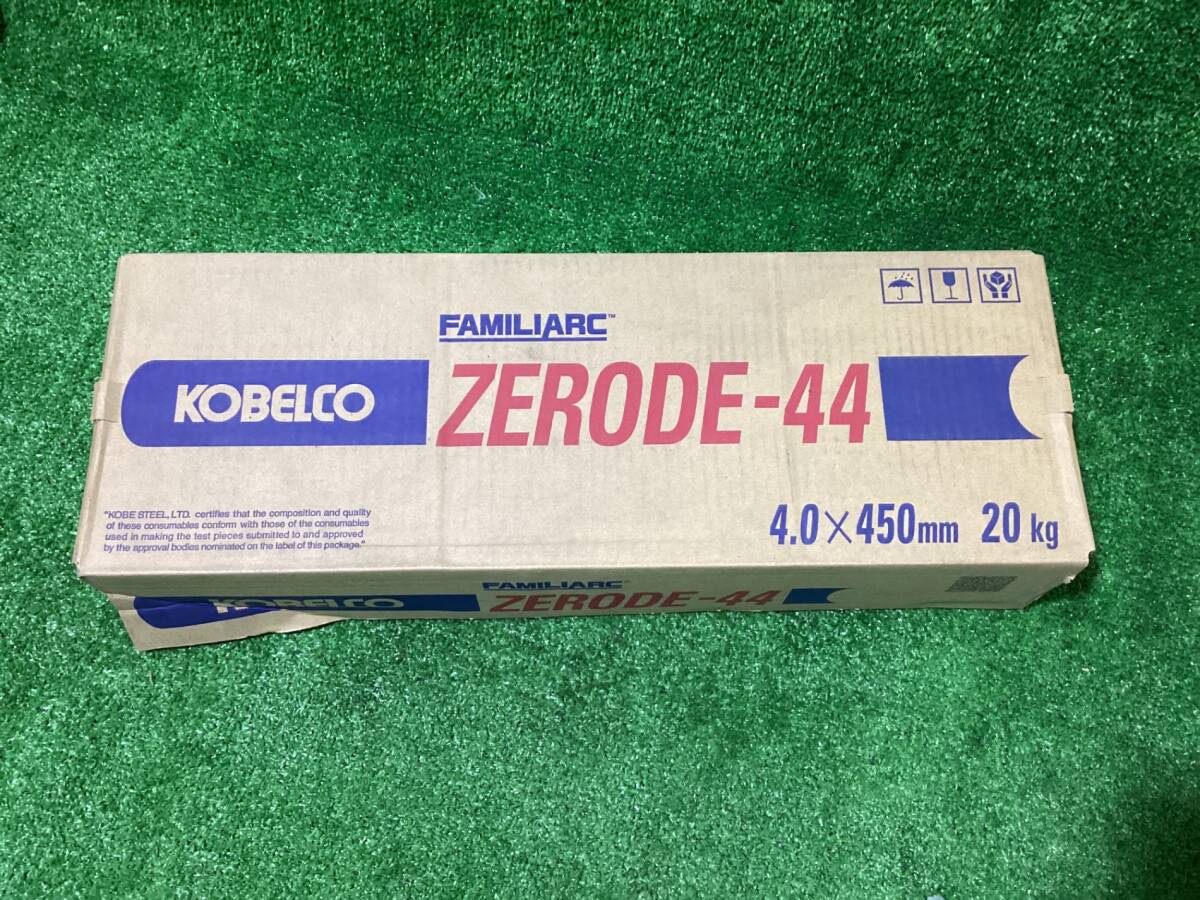 FAMILIARC™
KOBELCO
ZERODE-44
"KOBE STEEL, LTD. certifies that the composition and quality
of these consumables conform with those of the consumables
used in making the test pieces submitted to and approved
by the approval bodies nominated on the label of this package."
4.0×450mm 20kg
FAMILIARC™
KOBELCO
ZERODE-44